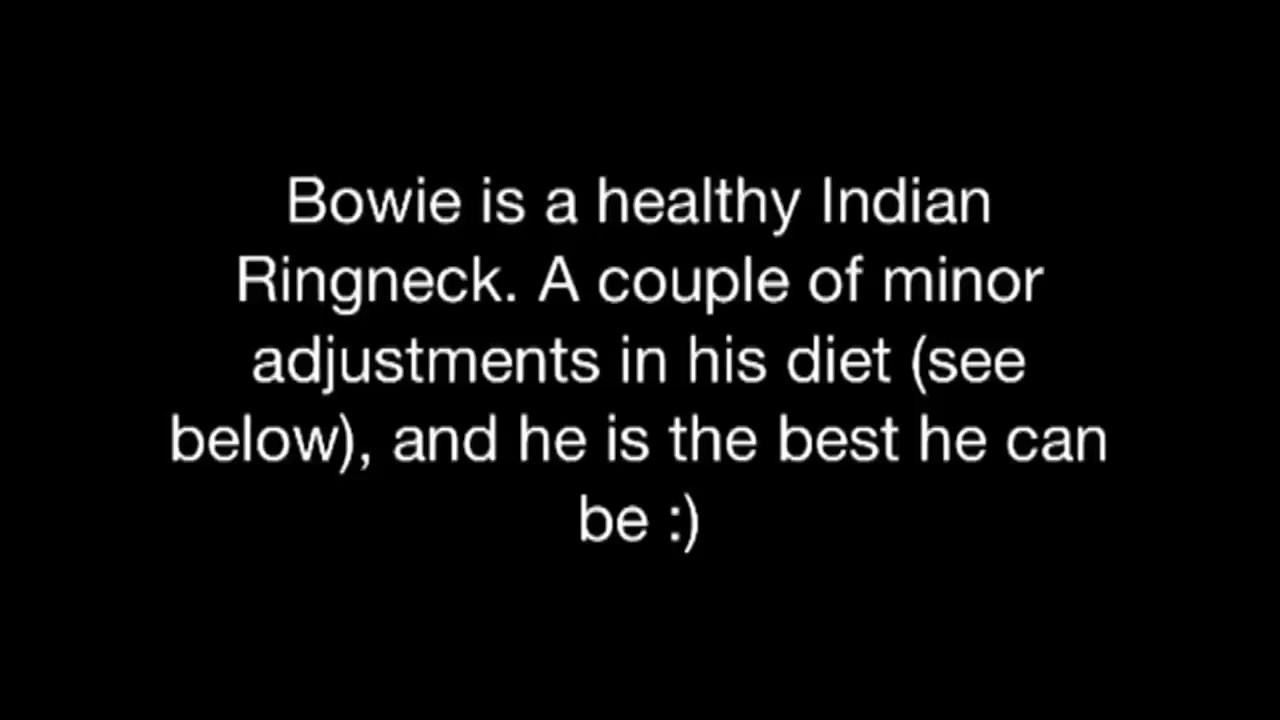 Bowie is a healthy Indian
Ringneck. A couple of minor
adjustments in his diet (see
below), and he is the best he can
be :)